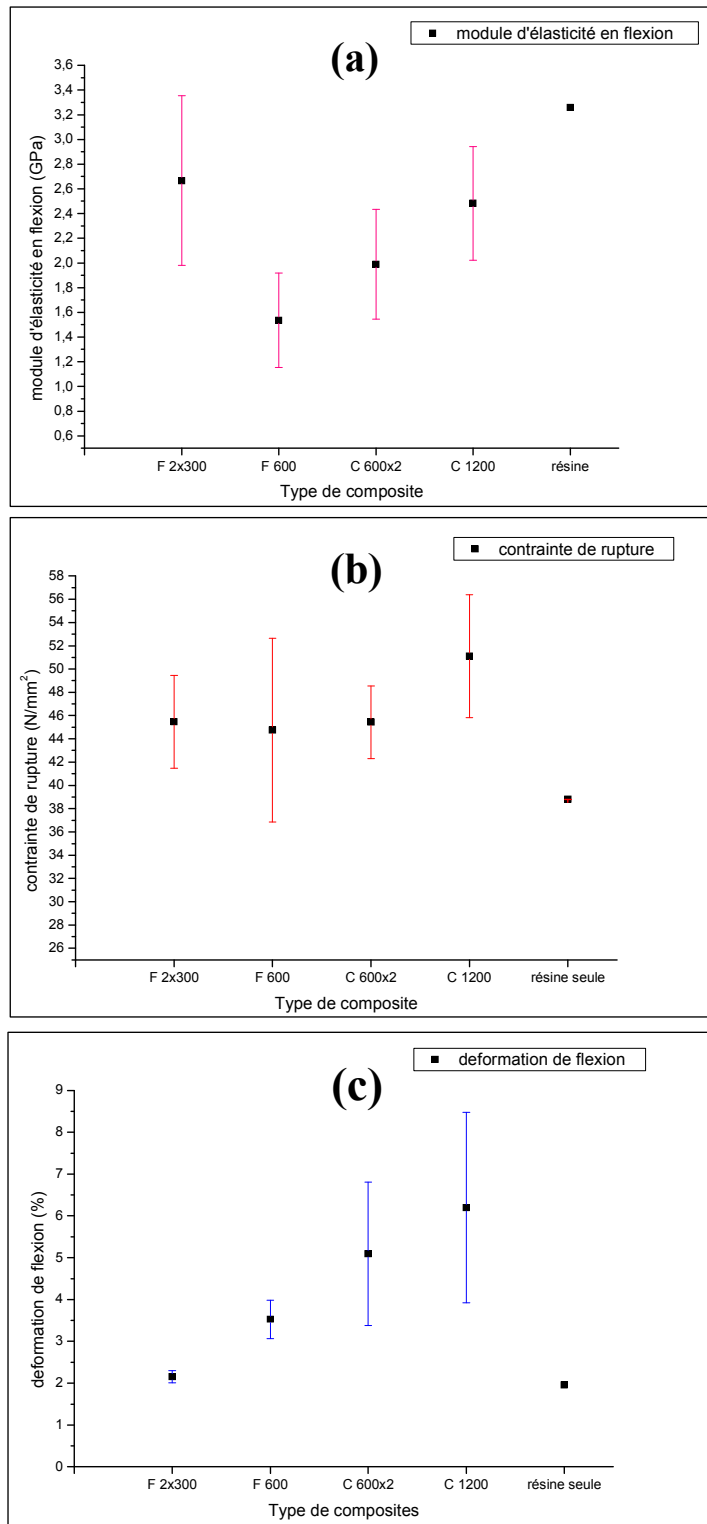 module d'élasticité en flexion
(a)
3,6
3,4
3,2
3,0
2,8
2,6
2,4
2,2
2,0
1,8
1,6
1,4
1,2
1,0
0,8
0,6
module d'élasticité en flexion (GPa)
F 2x300 F 600 C 600x2 C 1200 résine
Type de composite
contrainte de rupture
(b)
58
56
54
52
50
48
46
44
42
40
38
36
34
32
30
28
26
contrainte de rupture (N/mm²)
F 2x300 F 600 C 600x2 C 1200 résine seule
Type de composite
deformation de flexion
(c)
9
8
7
6
5
4
3
2
1
0
deformation de flexion (%)
F 2x300 F 600 C 600x2 C 1200 résine seule
Type de composites